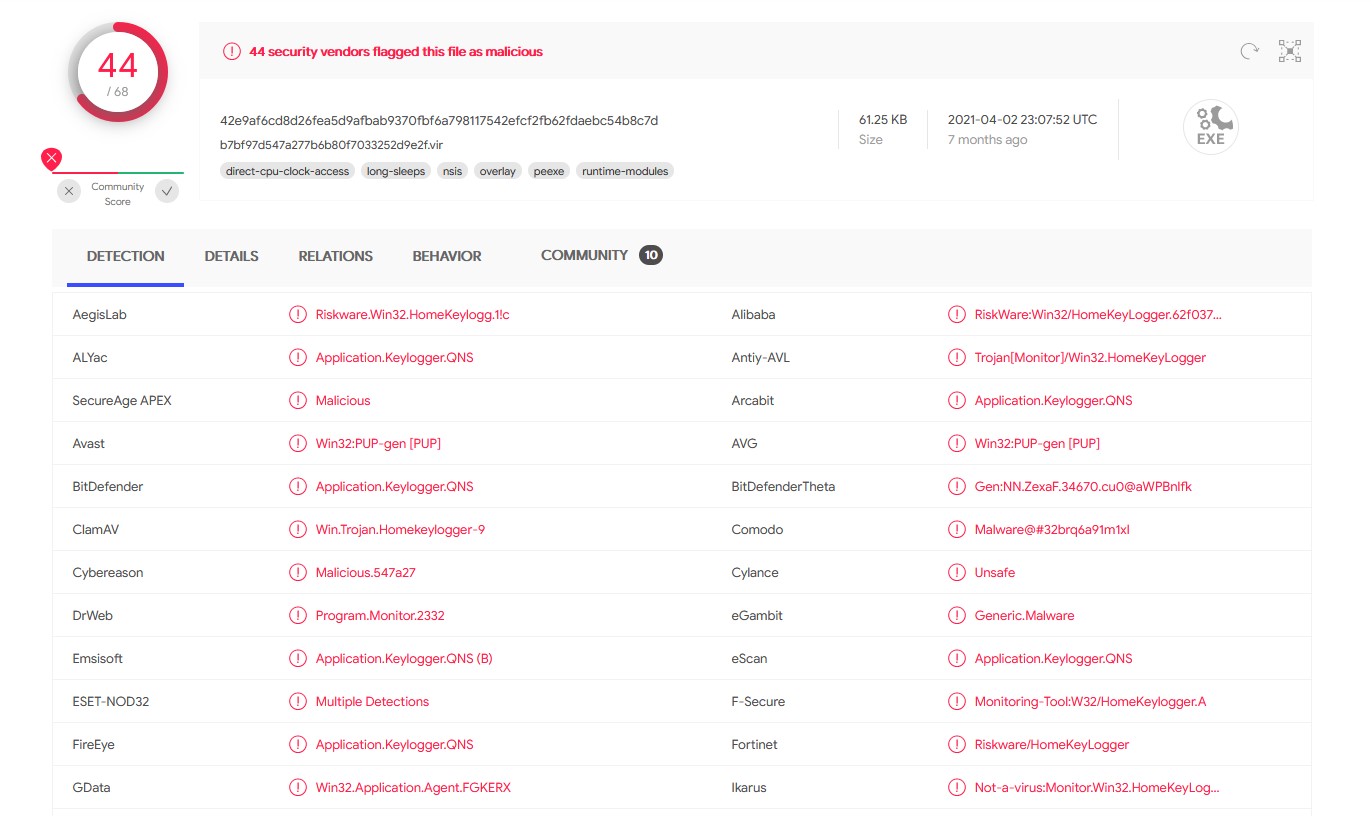 44
/ 68
Community
Score
44 security vendors flagged this file as malicious
42e9af6cd8d26fea5d9afbab9370fbf6a798117542efcf2fb62fdaebc54b8c7d
b7bf97d547a277b6b80f7033252d9e2f.vir
direct-cpu-clock-access long-sleeps nsis overlay peexe runtime-modules
61.25 KB
Size
2021-04-02 23:07:52 UTC
7 months ago
EXE
DETECTION DETAILS RELATIONS BEHAVIOR COMMUNITY 10
AegisLab Riskware.Win32.HomeKeylogg.1!c Alibaba RiskWare:Win32/HomeKeyLogger.62f037...
ALYac Application.Keylogger.QNS Antiy-AVL Trojan[Monitor]/Win32.HomeKeyLogger
SecureAge APEX Malicious Arcabit Application.Keylogger.QNS
Avast Win32:PUP-gen [PUP] AVG Win32:PUP-gen [PUP]
BitDefender Application.Keylogger.QNS BitDefenderTheta Gen:NN.ZexaF.34670.cu0@aWPBnlfk
ClamAV Win.Trojan.Homekeylogger-9 Comodo Malware@#32brq6a91m1xl
Cybereason Malicious.547a27 Cylance Unsafe
DrWeb Program.Monitor.2332 eGambit Generic.Malware
Emsisoft Application.Keylogger.QNS (B) eScan Application.Keylogger.QNS
ESET-NOD32 Multiple Detections F-Secure Monitoring-Tool:W32/HomeKeylogger.A
FireEye Application.Keylogger.QNS Fortinet Riskware/HomeKeyLogger
GData Win32.Application.Agent.FGKERX Ikarus Not-a-virus:Monitor.Win32.HomeKeyLog...